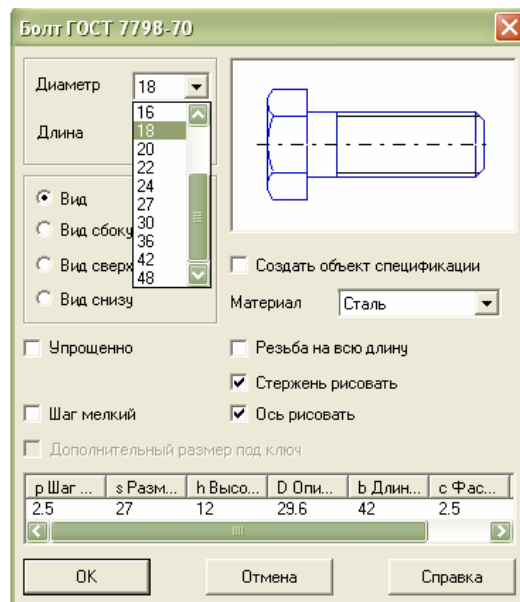 Болт ГОСТ 7798-70
Диаметр 18
16
18
20
22
24
27
30
36
42
48
Длина
Вид
Вид сбоку
Вид сверх
Вид снизу
Создать объект спецификации
Материал Сталь
Упрощенно
Резьба на всю длину
Стержень рисовать
Шаг мелкий
Ось рисовать
Дополнительный размер под ключ
p Шаг ... s Разм... h Высо... D Опи... b Длин... c Фас...
2.5 27 12 29.6 42 2.5
OK Отмена Справка